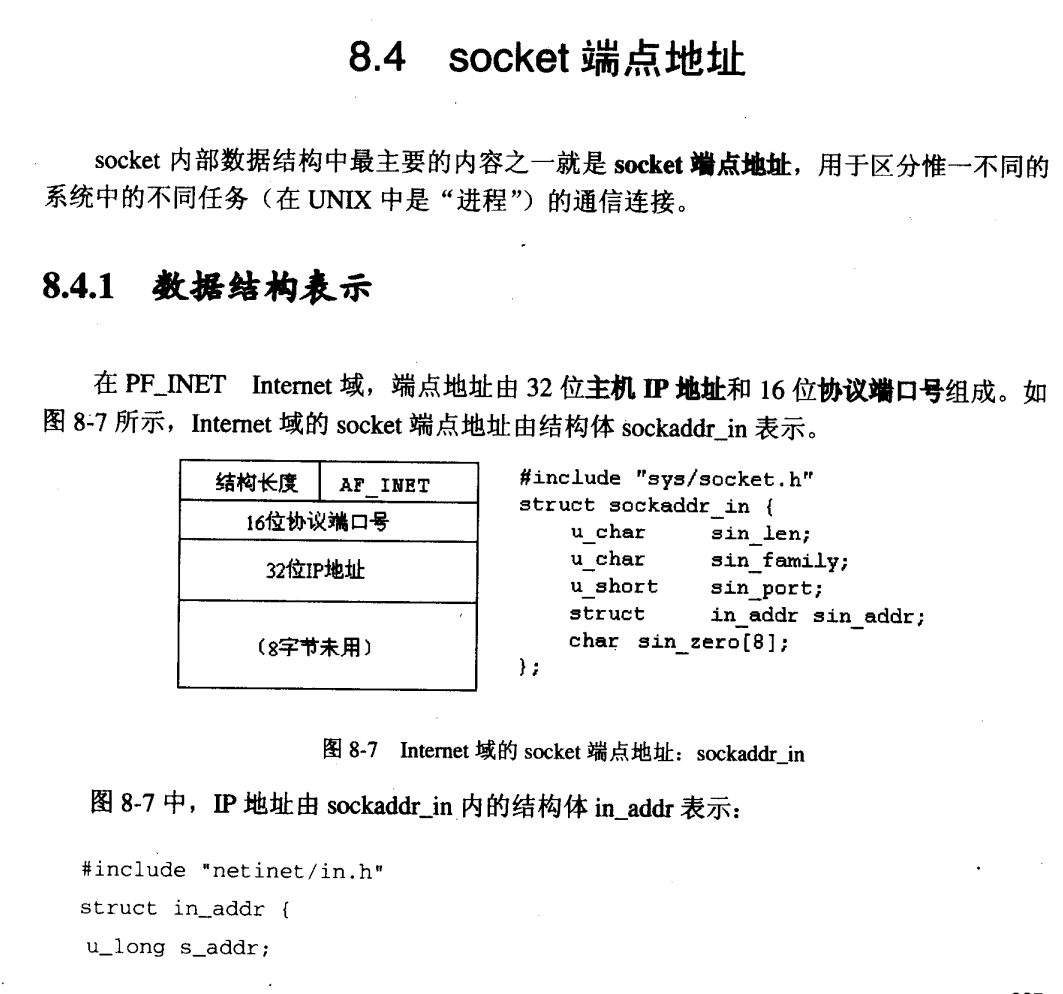 8.4 socket 端点地址
socket 内部数据结构中最主要的内容之一就是 socket 端点地址，用于区分惟一不同的
系统中的不同任务（在 UNIX 中是“进程”）的通信连接。
8.4.1 数据结构表示
在 PF_INET Internet 域，端点地址由 32 位主机 IP 地址和 16 位协议端口号组成。如
图 8-7 所示，Internet 域的 socket 端点地址由结构体 sockaddr_in 表示。
结构长度 AF_INET
16位协议端口号
32位IP地址
（8字节未用）
#include "sys/socket.h"
struct sockaddr_in {
u_char sin_len;
u_char sin_family;
u_short sin_port;
struct in_addr sin_addr;
char sin_zero[8];
};
图 8-7 Internet 域的 socket 端点地址：sockaddr_in
图 8-7 中，IP 地址由 sockaddr_in 内的结构体 in_addr 表示：
#include "netinet/in.h"
struct in_addr {
u_long s_addr;